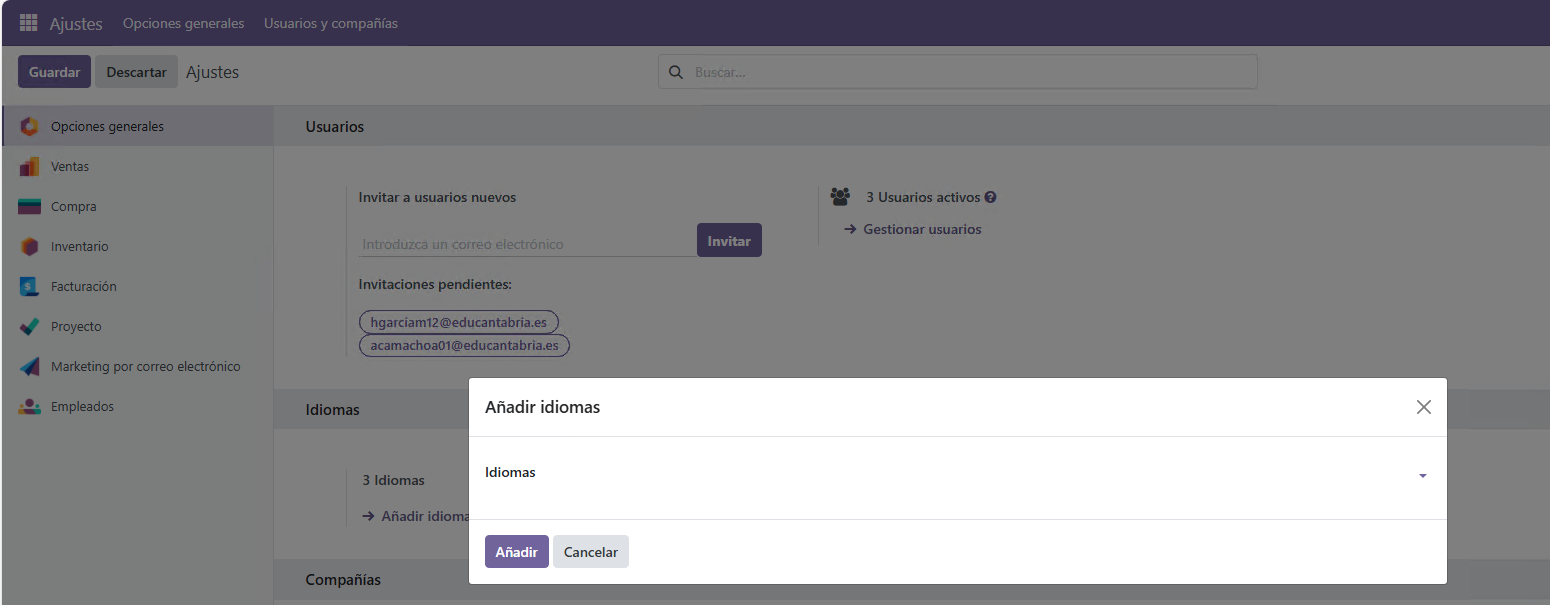 Ajustes Opciones generales Usuarios y compañías
Guardar Descartar Ajustes Buscar...
Opciones generales
Ventas
Compra
Inventario
Facturación
Proyecto
Marketing por correo electrónico
Empleados
Usuarios
Invitar a usuarios nuevos
Introduzca un correo electrónico Invitar
Invitaciones pendientes:
hgarciam12@educantabria.es
acamachoa01@educantabria.es
3 Usuarios activos ?
→ Gestionar usuarios
Idiomas
3 Idiomas
→ Añadir idioma
Compañías
Añadir idiomas
Idiomas
Añadir Cancelar